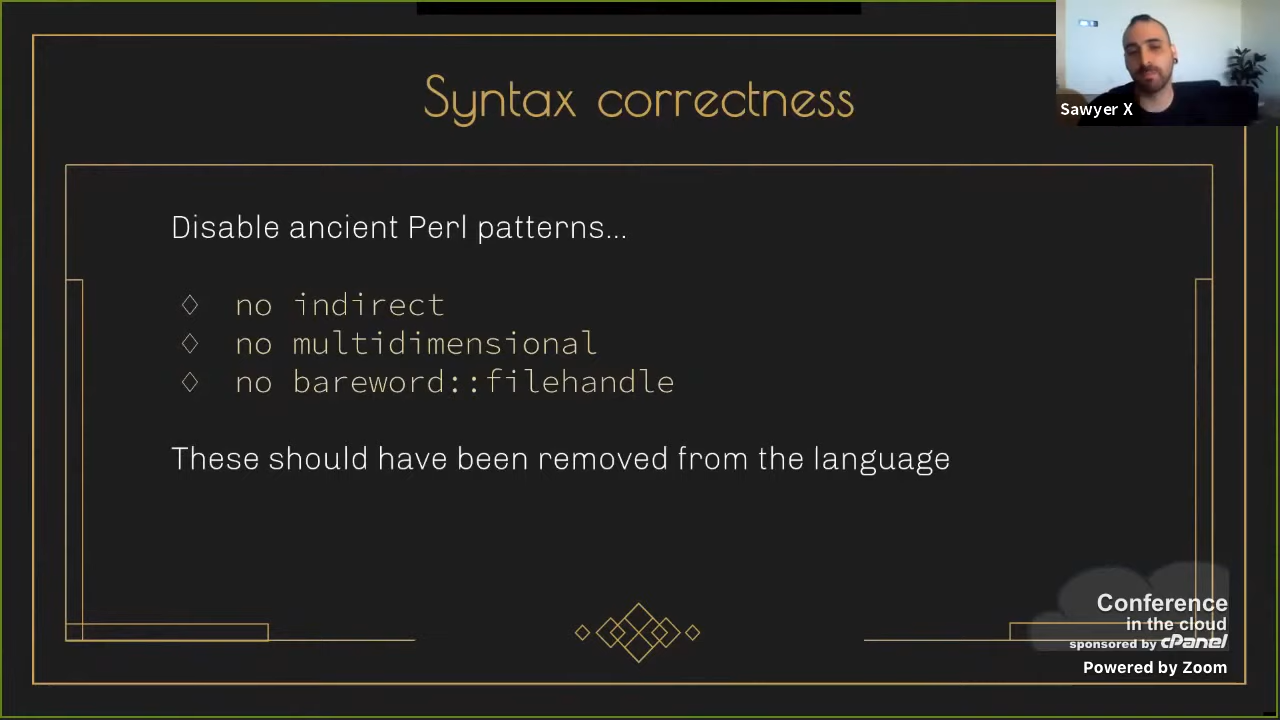 Syntax correctness
Sawyer X
Disable ancient Perl patterns...
no indirect
no multidimensional
no bareword::filehandle
These should have been removed from the language
Conference
in the cloud
sponsored by cPanel
Powered by Zoom